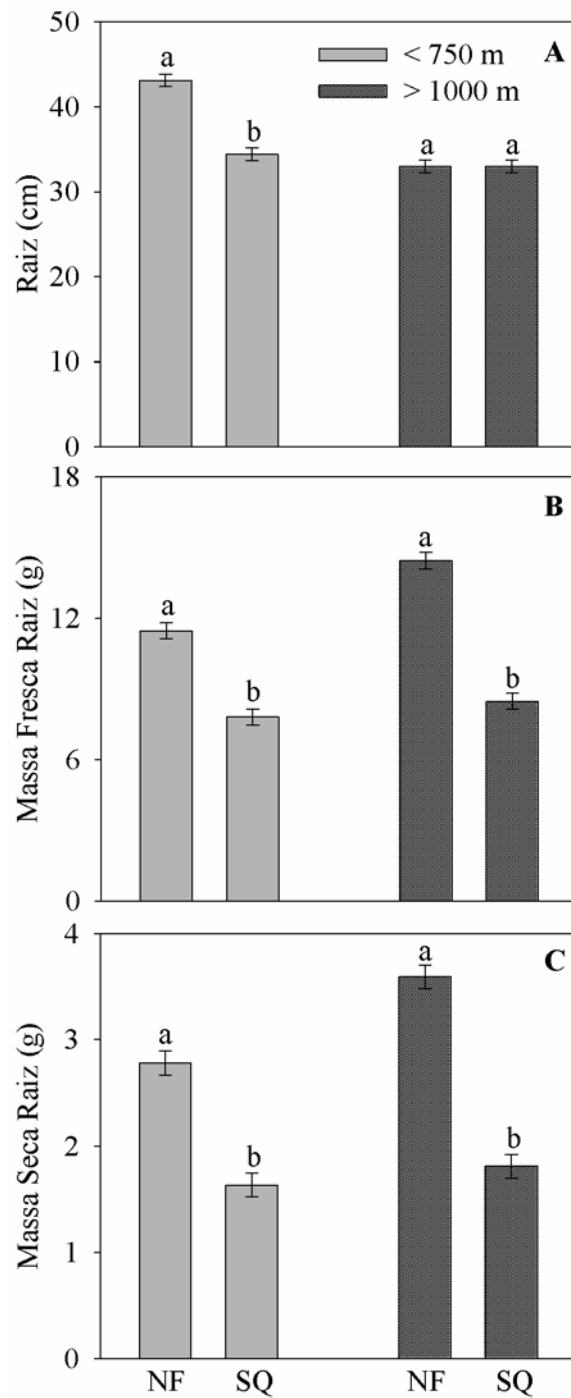 50
40
30
20
10
0
Raiz (cm)
< 750 m
> 1000 m
A
a
b
a
a
18
12
6
0
Massa Fresca Raiz (g)
B
a
b
a
b
4
3
2
1
0
Massa Seca Raiz (g)
C
a
b
a
b
NF SQ NF SQ